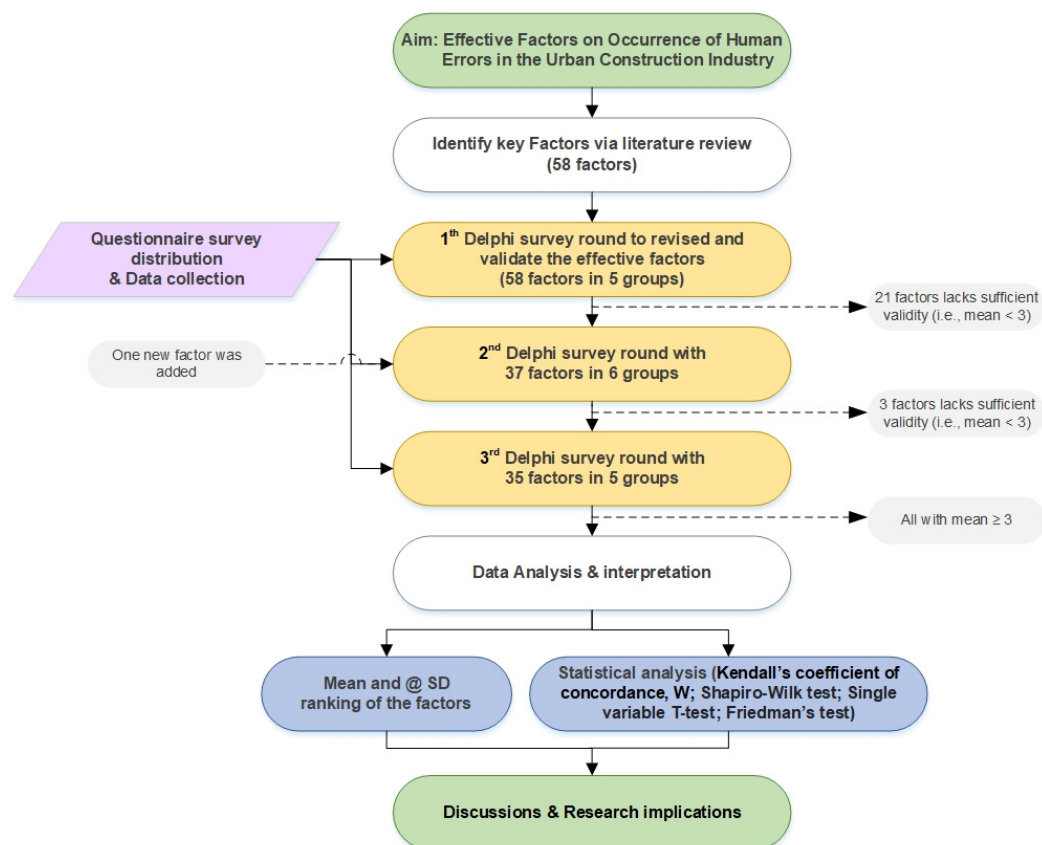 Aim: Effective Factors on Occurrence of Human
Errors in the Urban Construction Industry
Identify key Factors via literature review
(58 factors)
Questionnaire survey
distribution
& Data collection
1th Delphi survey round to revised and
validate the effective factors
(58 factors in 5 groups)
21 factors lacks sufficient
validity (i.e., mean < 3)
One new factor was
added
2nd Delphi survey round with
37 factors in 6 groups
3 factors lacks sufficient
validity (i.e., mean < 3)
3rd Delphi survey round with
35 factors in 5 groups
All with mean ≥ 3
Data Analysis & interpretation
Mean and @ SD
ranking of the factors
Statistical analysis (Kendall's coefficient of
concordance, W; Shapiro-Wilk test; Single
variable T-test; Friedman's test)
Discussions & Research implications